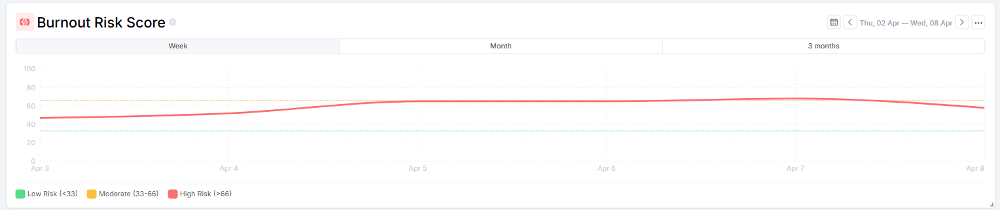 Burnout Risk Score ?
Thu, 02 Apr — Wed, 08 Apr ...
Week Month 3 months
100
80
60
40
20
0
Apr 3 Apr 4 Apr 5 Apr 6 Apr 7 Apr 8
Low Risk (<33) Moderate (33-66) High Risk (>66)